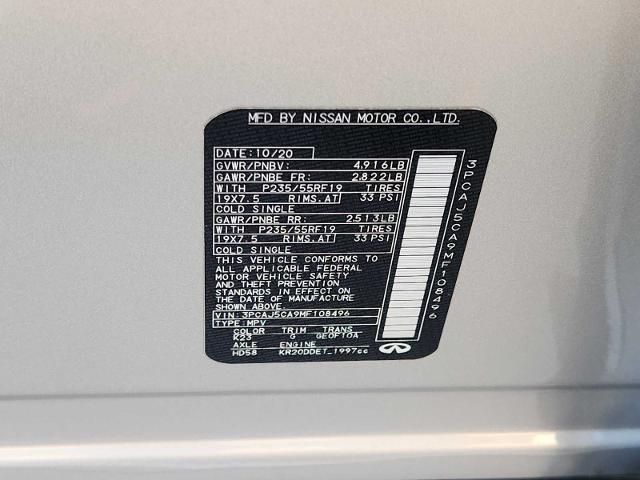 MFD BY NISSAN MOTOR CO.,LTD.
DATE:10/20
GVWR/PNBV: 4,916LB
GAWR/PNBE FR: 2,822LB
WITH P235/55RF19 TIRES
19X7.5 RIMS.AT 33 PSI
COLD SINGLE
GAWR/PNBE RR: 2,513LB
WITH P235/55RF19 TIRES
19X7.5 RIMS.AT 33 PSI
COLD SINGLE
THIS VEHICLE CONFORMS TO
ALL APPLICABLE FEDERAL
MOTOR VEHICLE SAFETY
AND THEFT PREVENTION
STANDARDS IN EFFECT ON
THE DATE OF MANUFACTURE
SHOWN ABOVE.
VIN: 3PCAJ5CA9MF108496
TYPE: MPV
COLOR TRIM TRANS
K23 G GE0F10A
AXLE ENGINE
HD58 KR20DDET_1997cc
3PCAJ5CA9MF108496